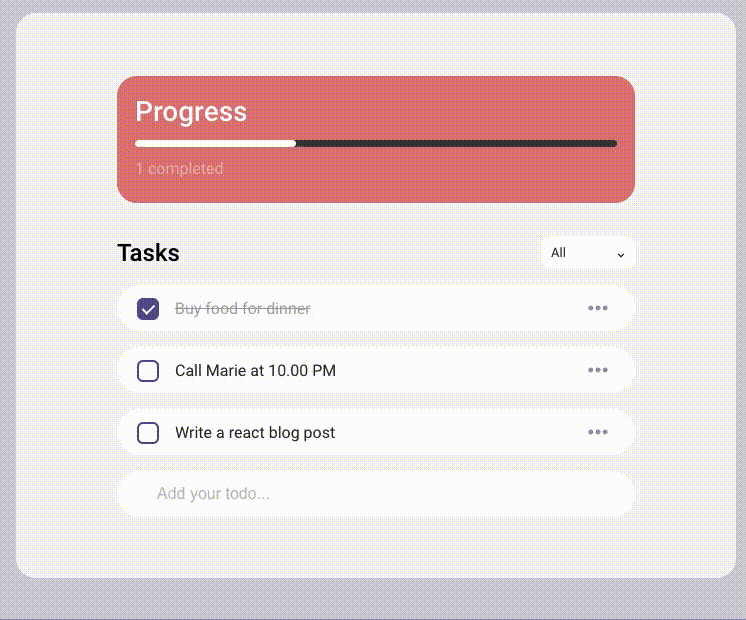 Progress
1 completed
Tasks
All
Buy food for dinner
Call Marie at 10.00 PM
Write a react blog post
Add your todo...